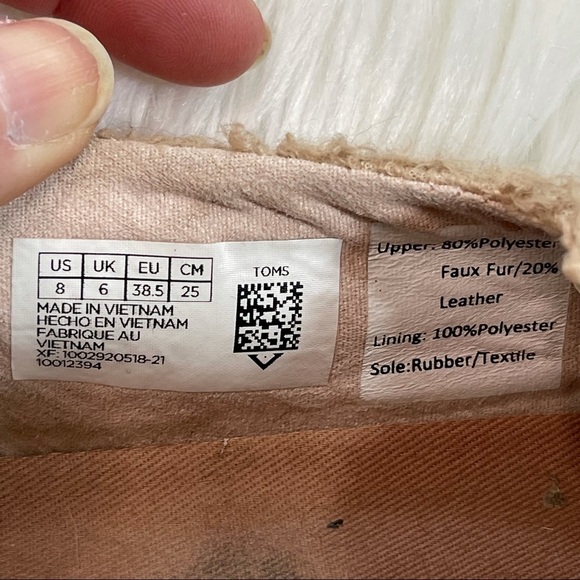 US UK EU CM
8 6 38.5 25
MADE IN VIETNAM
HECHO EN VIETNAM
FABRIQUE AU
VIETNAM
XF: 1002920518-21
10012394
TOMS
Upper: 80%Polyester
Faux Fur/20%
Leather
Lining: 100%Polyester
Sole:Rubber/Textile